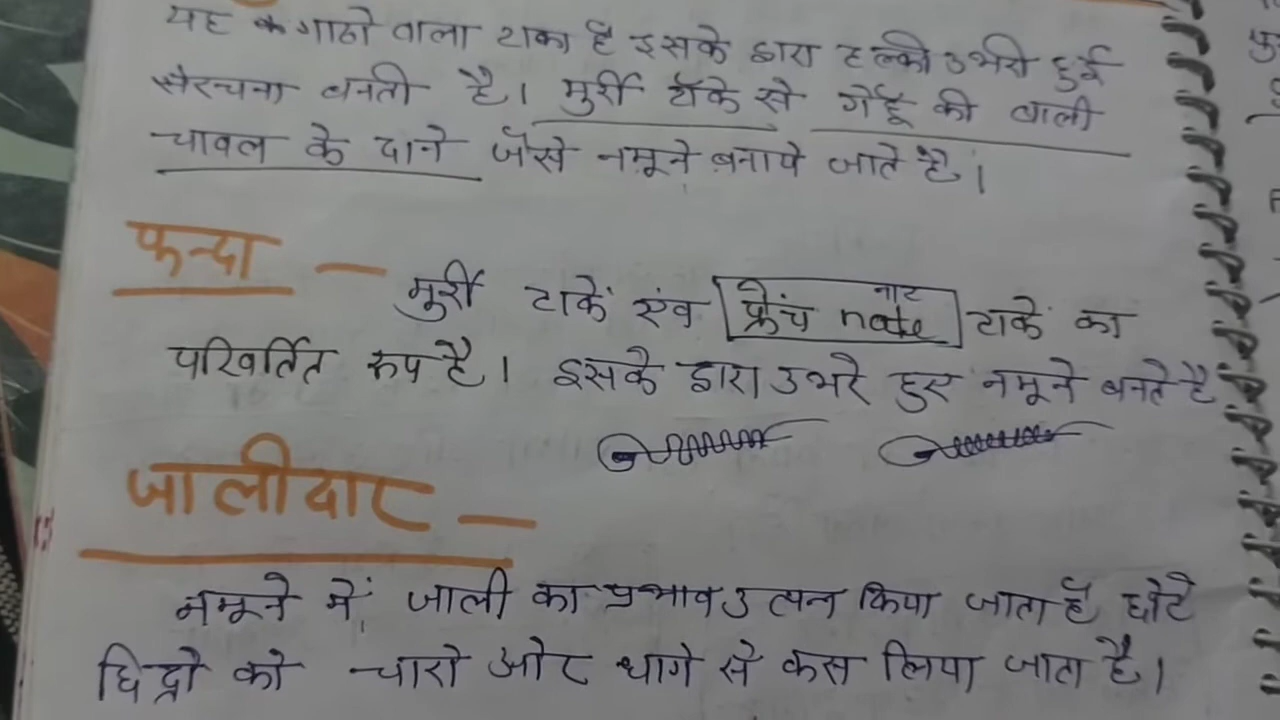 यह क गाठो वाला टाका है इसके द्वारा हल्की उभरी हुई
संरचना बनती है। मुर्री टाँके से गेहूँ की बाली
चावल के दाने जैसे नमूने बनाये जाते है।
फन्दा —
मुर्री टाकें एंव फ्रेंच note नाट टाकें का
परिवर्तित रुप है। इसके द्वारा उभरे हुए नमूने बनते है
जालीदार —
नमूने में जाली का प्रभाव उत्पन्न किया जाता है छोटे
छिद्रो को चारो ओर धागे से कस लिया जाता है।